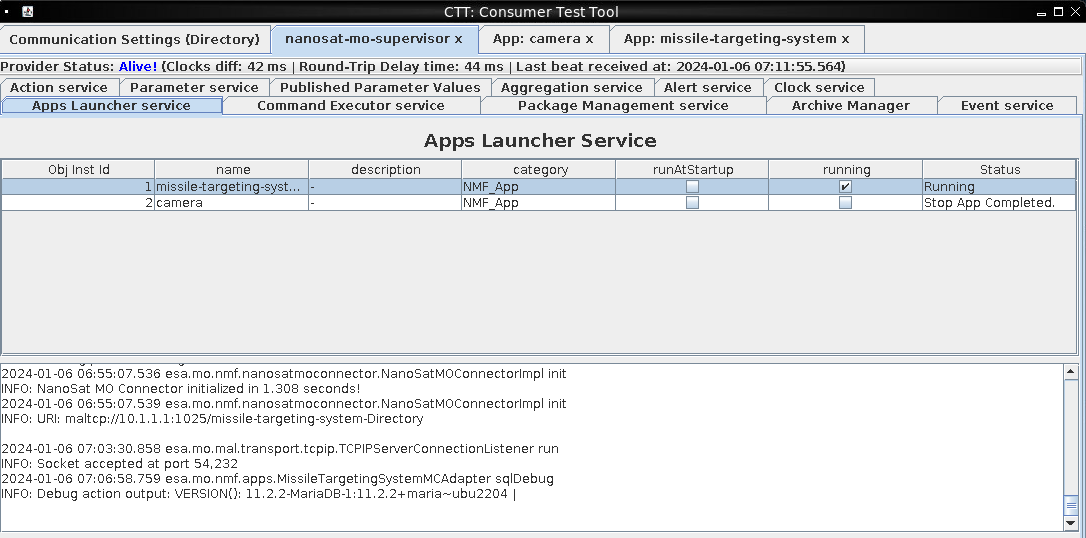 CTT: Consumer Test Tool
Communication Settings (Directory) nanosat-mo-supervisor x App: camera x App: missile-targeting-system x
Provider Status: Alive! (Clocks diff: 42 ms | Round-Trip Delay time: 44 ms | Last beat received at: 2024-01-06 07:11:55.564)
Action service Parameter service Published Parameter Values Aggregation service Alert service Clock service
Apps Launcher service Command Executor service Package Management service Archive Manager Event service
Apps Launcher Service
Obj Inst Id name description category runAtStartup running Status
1 missile-targeting-syst... - NMF_App Running
2 camera - NMF_App Stop App Completed.
2024-01-06 06:55:07.536 esa.mo.nmf.nanosatmoconnector.NanoSatMOConnectorImpl init
INFO: NanoSat MO Connector initialized in 1.308 seconds!
2024-01-06 06:55:07.539 esa.mo.nmf.nanosatmoconnector.NanoSatMOConnectorImpl init
INFO: URI: maltcp://10.1.1.1:1025/missile-targeting-system-Directory
2024-01-06 07:03:30.858 esa.mo.mal.transport.tcpip.TCPIPServerConnectionListener run
INFO: Socket accepted at port 54,232
2024-01-06 07:06:58.759 esa.mo.nmf.apps.MissileTargetingSystemMCAdapter sqlDebug
INFO: Debug action output: VERSION(): 11.2.2-MariaDB-1:11.2.2+maria~ubu2204 |